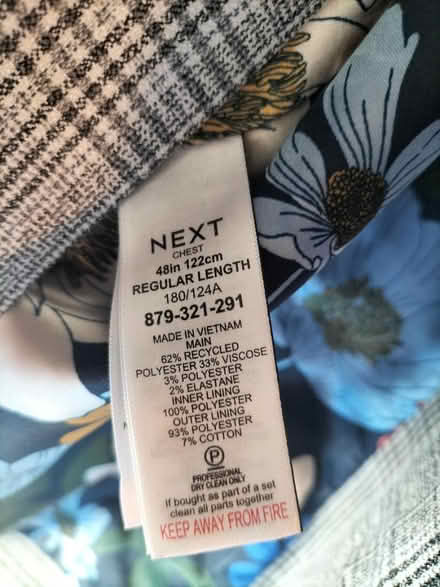 NEXT
CHEST
48in 122cm
REGULAR LENGTH
180/124A
879-321-291
MADE IN VIETNAM
MAIN
62% RECYCLED
POLYESTER 33% VISCOSE
3% POLYESTER
2% ELASTANE
INNER LINING
100% POLYESTER
OUTER LINING
93% POLYESTER
7% COTTON
P
PROFESSIONAL
DRY CLEAN ONLY
If bought as part of a set
clean all parts together
KEEP AWAY FROM FIRE